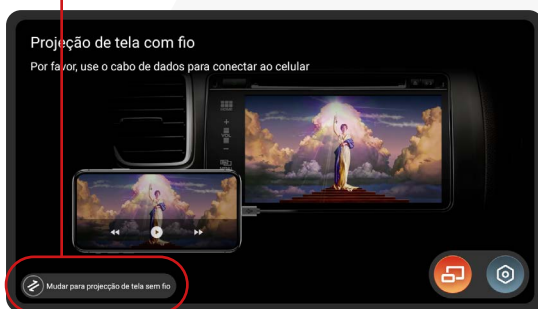 Projeção de tela com fio
Por favor, use o cabo de dados para conectar ao celular
+
VOL
−
Mudar para projecção de tela sem fio